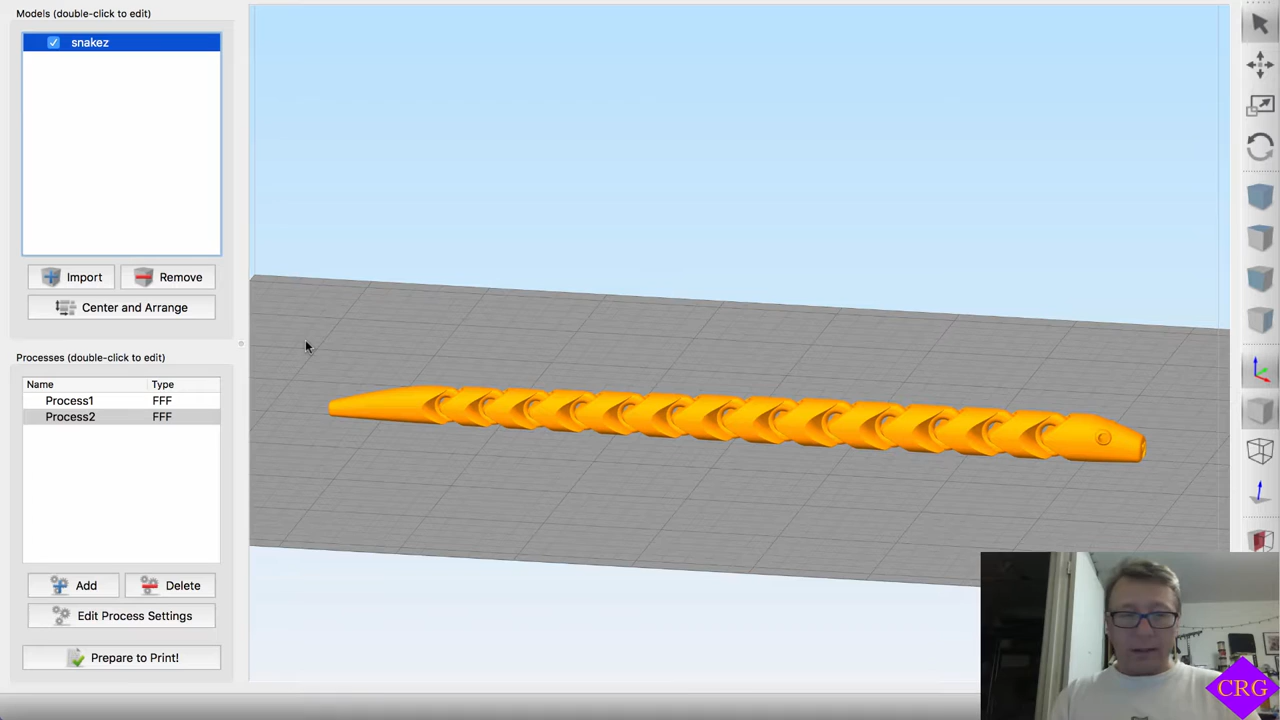 Models (double-click to edit)
snakez
Import
Remove
Center and Arrange
Processes (double-click to edit)
Name Type
Process1 FFF
Process2 FFF
Add
Delete
Edit Process Settings
Prepare to Print!
CRG